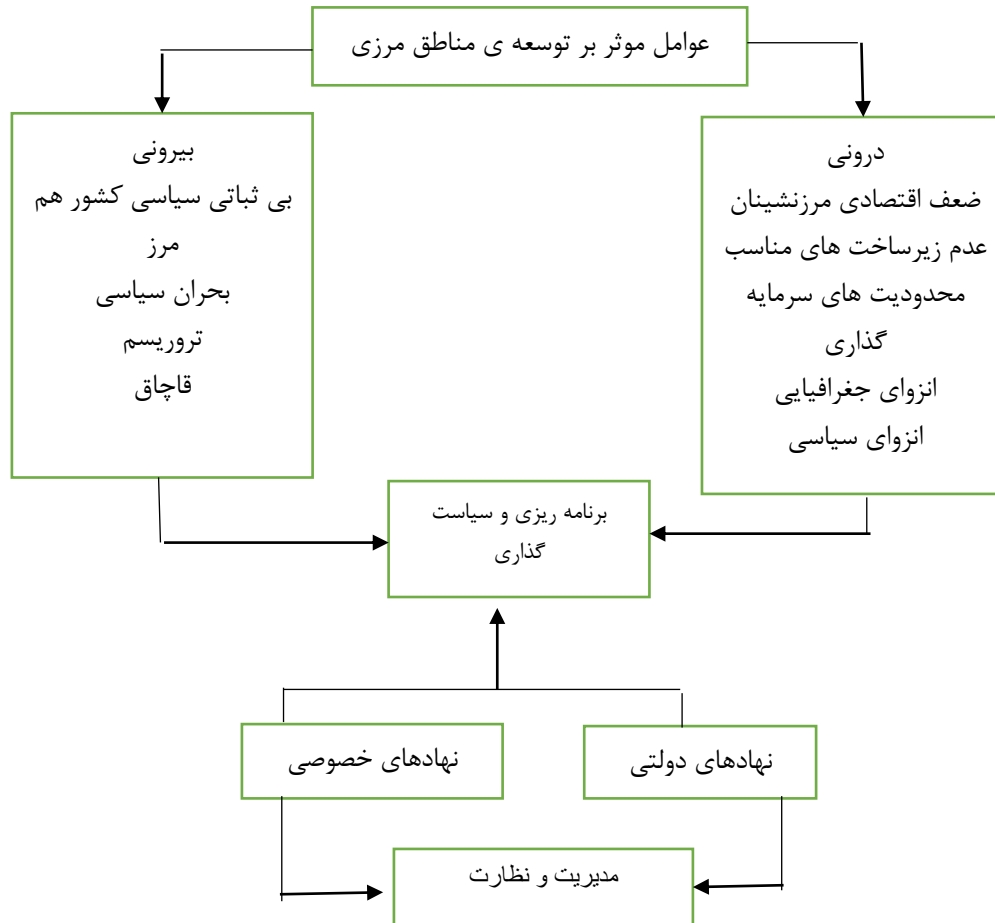 عوامل موثر بر توسعه ی مناطق مرزی
درونی
ضعف اقتصادی مرزنشینان
عدم زیرساخت های مناسب
محدودیت های سرمایه
گذاری
انزوای جغرافیایی
انزوای سیاسی
بیرونی
بی ثباتی سیاسی کشور هم
مرز
بحران سیاسی
تروریسم
قاچاق
برنامه ریزی و سیاست
گذاری
نهادهای دولتی
نهادهای خصوصی
مدیریت و نظارت